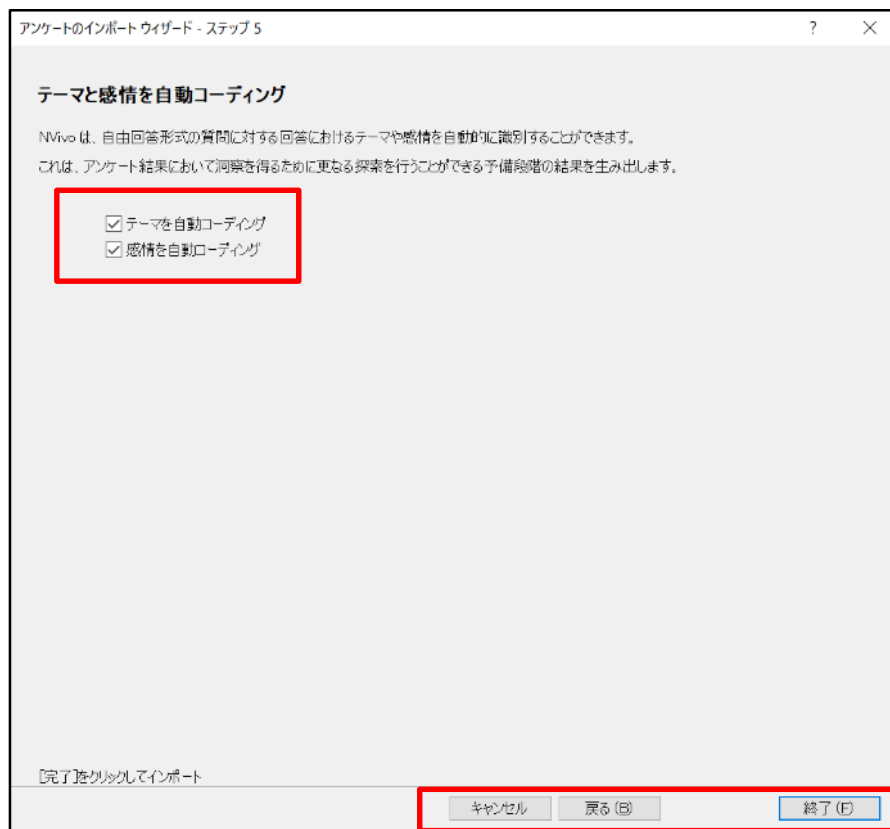 アンケートのインポート ウィザード - ステップ 5
?
テーマと感情を自動コーディング
NVivo は、自由回答形式の質問に対する回答におけるテーマや感情を自動的に識別することができます。
これは、アンケート結果において洞察を得るために更なる探索を行うことができる予備段階の結果を生み出します。
テーマを自動コーディング
感情を自動コーディング
[完了]をクリックしてインポート
キャンセル 戻る (B) 終了 (F)